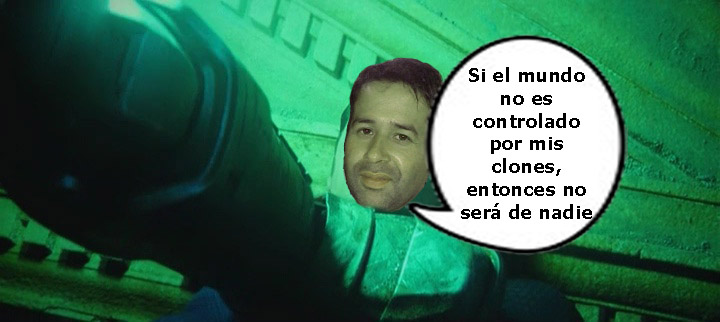 Si el mundo
no es
controlado
por mis
clones,
entonces no
será de nadie